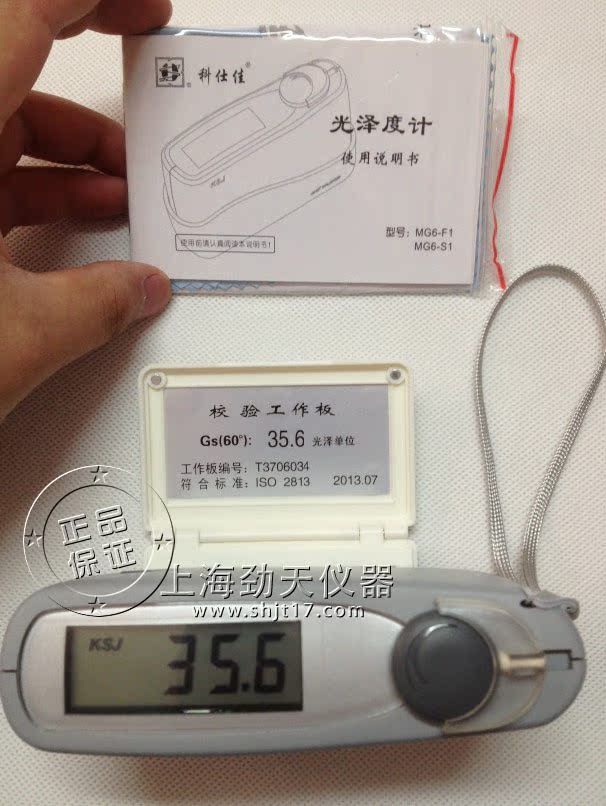 科仕佳®
光泽度计
使用说明书
KSJ
型号：MG6-F1
MG6-S1
使用前请认真阅读本说明书！
校验工作板
Gs(60°): 35.6 光泽单位
工作板编号：T3706034
符合标准：ISO 2813 2013.07
正品
保证
上海劲天仪器
www.shjt17.com
KSJ
35.6